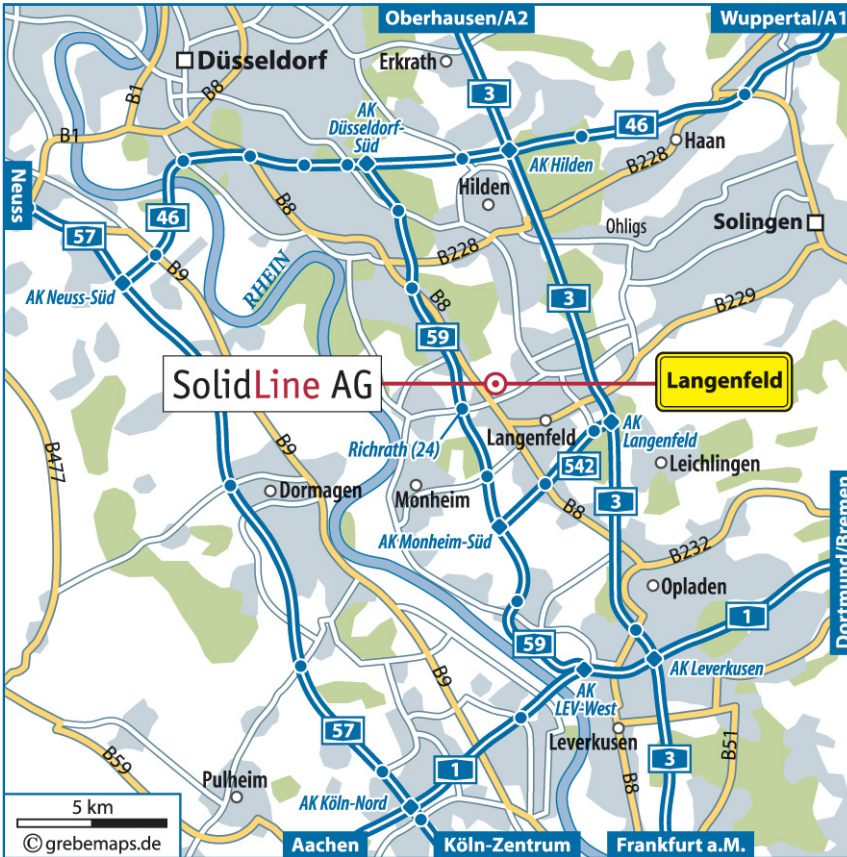 Oberhausen/A2
Wuppertal/A1
Düsseldorf
Erkrath
B1
B8
3
AK
Düsseldorf-
Süd
46
B1
AK Hilden
B228
Haan
Neuss
Hilden
46
B8
Ohligs
Solingen
57
B9
RHEIN
B228
AK Neuss-Süd
3
B229
B8
59
SolidLine AG
Langenfeld
B477
B9
Richrath (24)
Langenfeld
AK
Langenfeld
542
Leichlingen
Dormagen
Monheim
3
B8
AK Monheim-Süd
B232
Dortmund/Bremen
Opladen
1
59
B9
AK Leverkusen
AK
LEV-West
57
Leverkusen
B51
B59
1
3
B8
Pulheim
AK Köln-Nord
5 km
© grebemaps.de
Aachen
Köln-Zentrum
Frankfurt a.M.